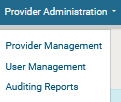 Provider Administration
Provider Management
User Management
Auditing Reports